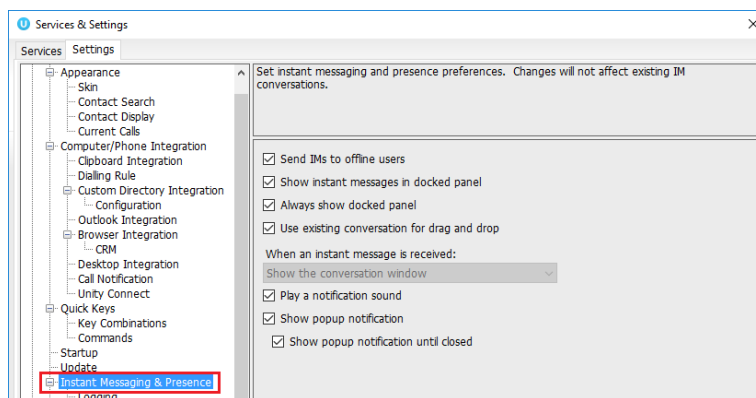 Services & Settings
Services Settings
Appearance
Skin
Contact Search
Contact Display
Current Calls
Computer/Phone Integration
Clipboard Integration
Dialling Rule
Custom Directory Integration
Configuration
Outlook Integration
Browser Integration
CRM
Desktop Integration
Call Notification
Unity Connect
Quick Keys
Key Combinations
Commands
Startup
Update
Instant Messaging & Presence
Logging
Set instant messaging and presence preferences. Changes will not affect existing IM
conversations.
Send IMs to offline users
Show instant messages in docked panel
Always show docked panel
Use existing conversation for drag and drop
When an instant message is received:
Show the conversation window
Play a notification sound
Show popup notification
Show popup notification until closed